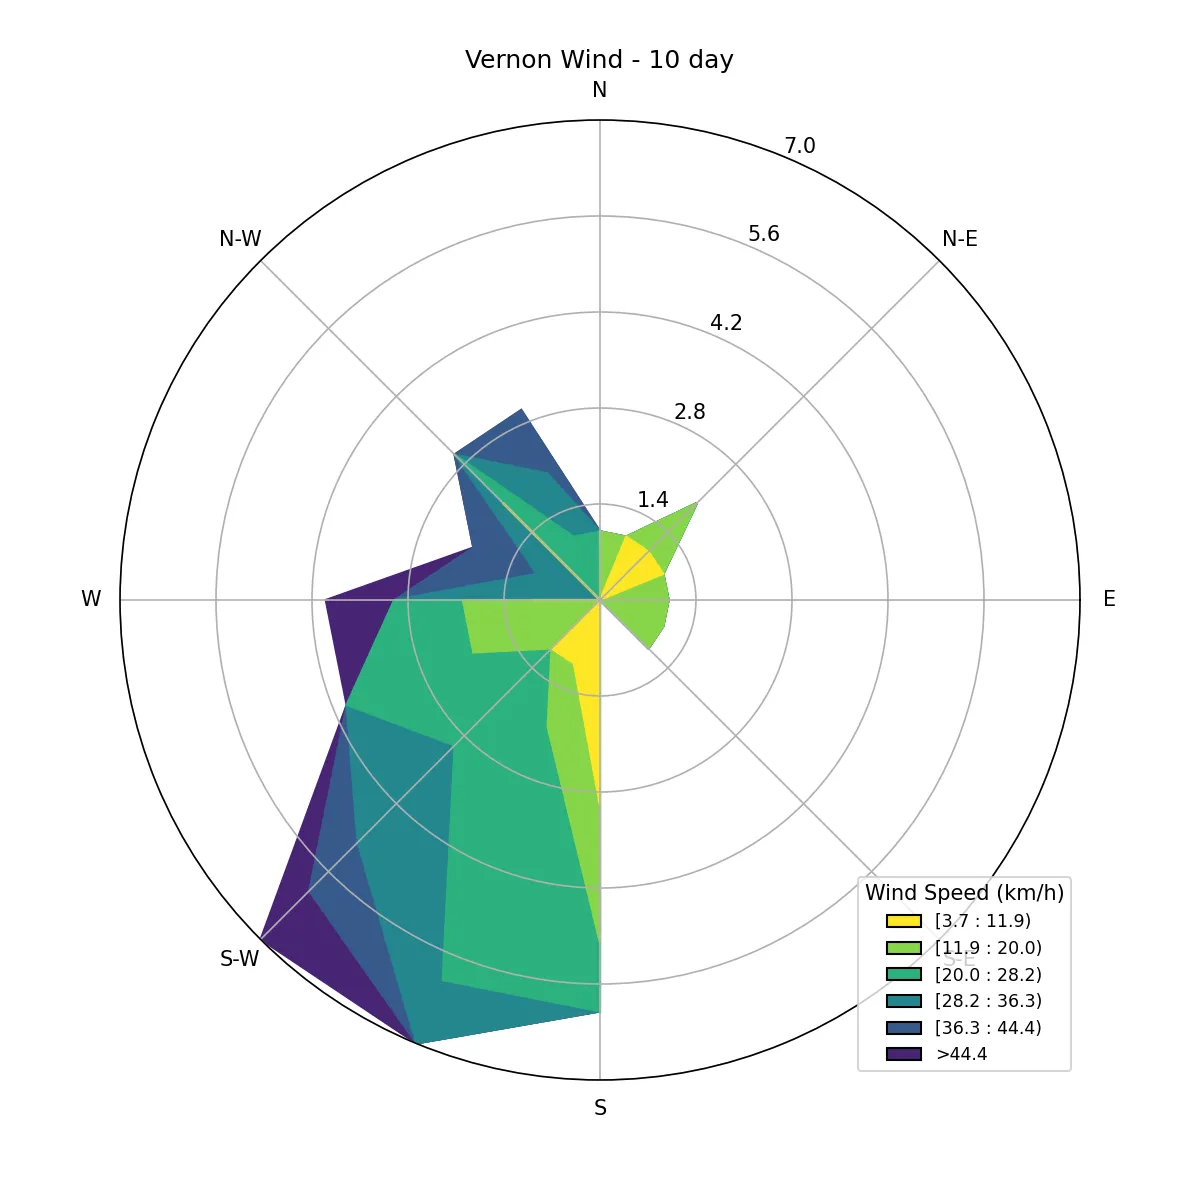 Vernon Wind - 10 day
N
7.0
N-W
5.6
N-E
4.2
2.8
1.4
W
E
S-W
S-E
S
Wind Speed (km/h)
[3.7 : 11.9)
[11.9 : 20.0)
[20.0 : 28.2)
[28.2 : 36.3)
[36.3 : 44.4)
>44.4